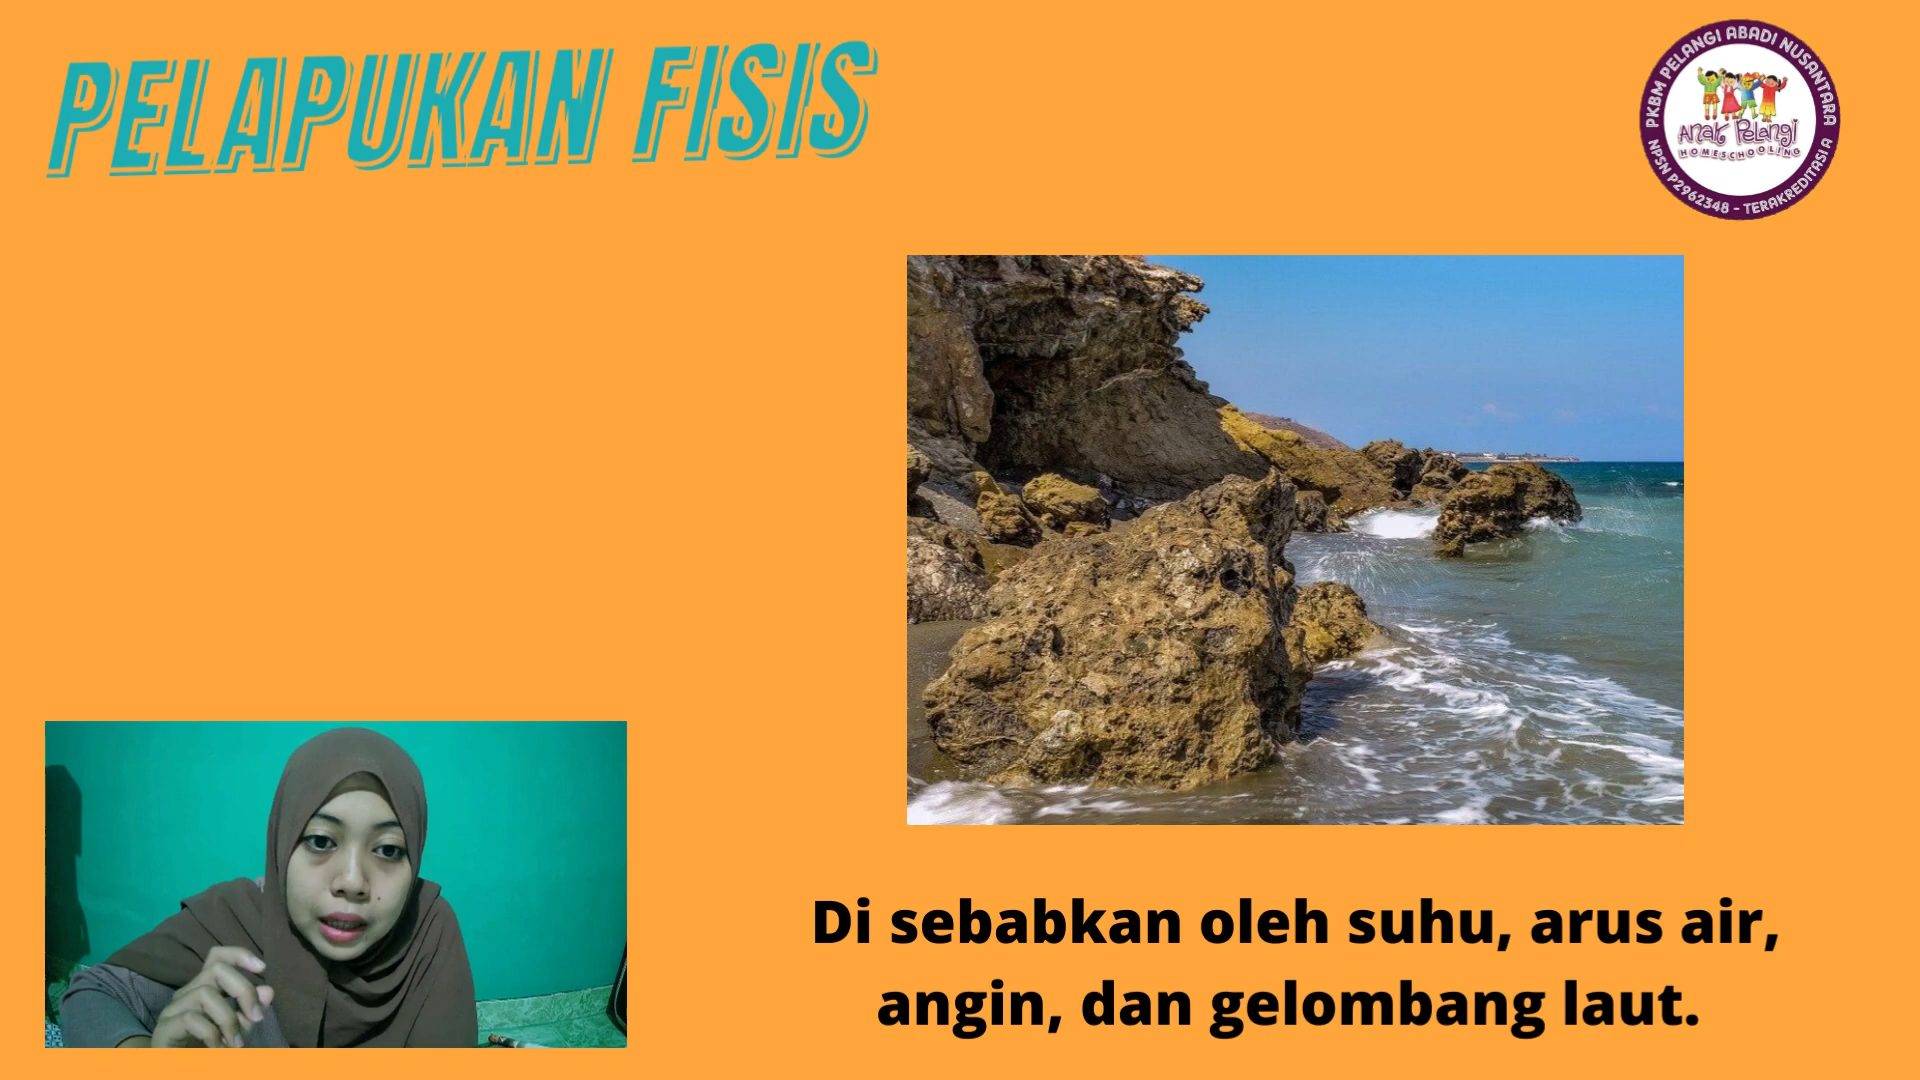 PELAPUKAN FISIS
PKBM PELANGI ABADI NUSANTARA
Anak Pelangi
HOMESCHOOLING
NPSN P2962348 - TERAKREDITASI A
Di sebabkan oleh suhu, arus air,
angin, dan gelombang laut.